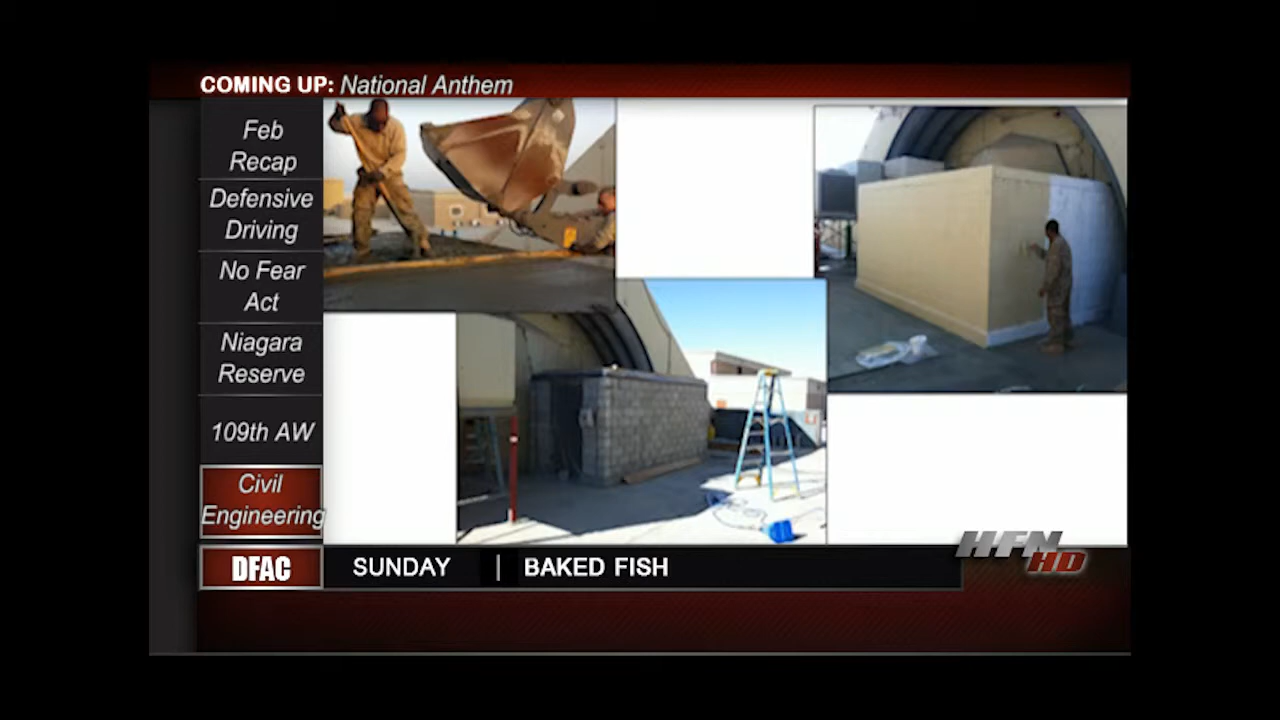 COMING UP: National Anthem
Feb
Recap
Defensive
Driving
No Fear
Act
Niagara
Reserve
109th AW
Civil
Engineering
DFAC SUNDAY | BAKED FISH
HFN
HD